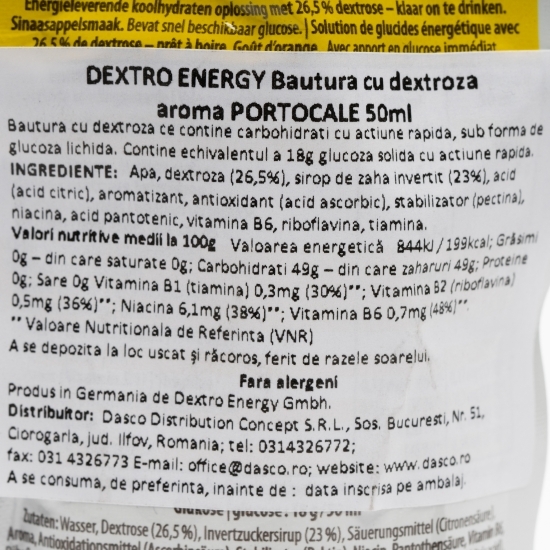 Energieleverende koolhydraten oplossing met 26,5 % dextrose – klaar on te drinken.
Sinaasappelsmaak. Bevat snel beschikbaar glucose. | Solution de glucides énergétique avec
26,5 % de dextrose – prêt à boire. Goût d'orange. Avec apport en glucose immédiat.
DEXTRO ENERGY Bautura cu dextroza
aroma PORTOCALE 50ml
Bautura cu dextroza ce contine carbohidrati cu actiune rapida, sub forma de
glucoza lichida. Contine echivalentul a 18g glucoza solida cu actiune rapida.
INGREDIENTE: Apa, dextroza (26,5%), sirop de zaha invertit (23%), acid
(acid citric), aromatizant, antioxidant (acid ascorbic), stabilizator (pectina),
niacina, acid pantotenic, vitamina B6, riboflavina, tiamina.
Valori nutritive medii la 100g Valoarea energetică 844kJ/199kcal; Grăsimi
0g – din care saturate 0g; Carbohidrati 49g – din care zaharuri 49g; Proteine
0g; Sare 0g Vitamina B1 (tiamina) 0,3mg (30%)**; Vitamina B2 (riboflavina)
0,5mg (36%)**; Niacina 6,1mg (38%)**; Vitamina B6 0,7mg (48%)**.
** Valoare Nutritionala de Referinta (VNR)
A se depozita la loc uscat și răcoros, ferit de razele soarelui.
Fara alergeni
Produs in Germania de Dextro Energy Gmbh.
Distribuitor: Dasco Distribution Concept S.R.L., Sos. Bucuresti, Nr. 51,
Ciorogarla, jud. Ilfov, Romania; tel: 0314326772;
fax: 031 4326773 E-mail: office@dasco.ro; website: www.dasco.ro
A se consuma, de preferinta, inainte de : data inscrisa pe ambalaj.
Glukose | glucose: 18 g / 50 ml
Zutaten: Wasser, Dextrose (26,5 %), Invertzuckersirup (23 %), Säuerungsmittel (Citronensäure),
Aroma, Antioxidationsmittel